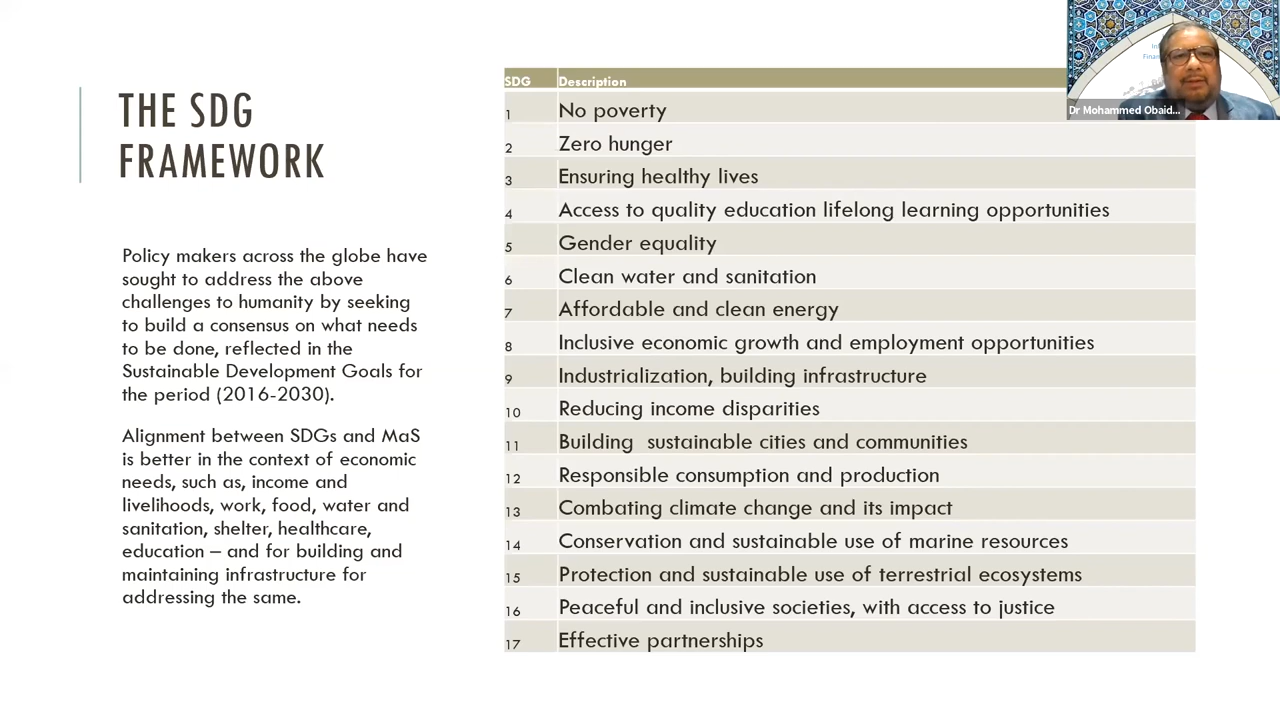 THE SDG
FRAMEWORK
Policy makers across the globe have
sought to address the above
challenges to humanity by seeking
to build a consensus on what needs
to be done, reflected in the
Sustainable Development Goals for
the period (2016-2030).
Alignment between SDGs and MaS
is better in the context of economic
needs, such as, income and
livelihoods, work, food, water and
sanitation, shelter, healthcare,
education – and for building and
maintaining infrastructure for
addressing the same.
SDG Description
1 No poverty
2 Zero hunger
3 Ensuring healthy lives
4 Access to quality education lifelong learning opportunities
5 Gender equality
6 Clean water and sanitation
7 Affordable and clean energy
8 Inclusive economic growth and employment opportunities
9 Industrialization, building infrastructure
10 Reducing income disparities
11 Building  sustainable cities and communities
12 Responsible consumption and production
13 Combating climate change and its impact
14 Conservation and sustainable use of marine resources
15 Protection and sustainable use of terrestrial ecosystems
16 Peaceful and inclusive societies, with access to justice
17 Effective partnerships
Dr Mohammed Obaid...